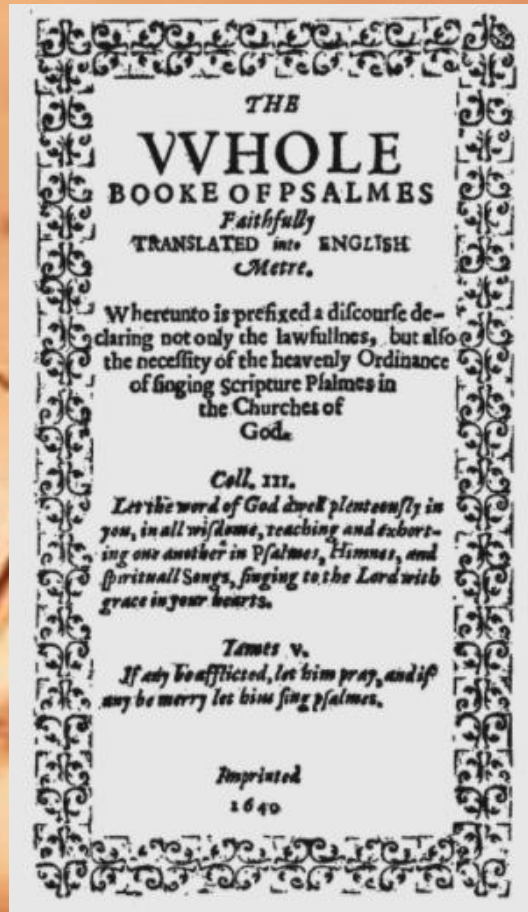 THE
VVHOLE
BOOKE OF PSALMES
Faithfully
TRANSLATED into ENGLISH
Metre.
Whereunto is prefixed a discourse de-
claring not only the lawfullnes, but also
the necessity of the heavenly Ordinance
of singing Scripture Psalmes in
the Churches of
God.
Coll. III.
Let the word of God dwell plenteously in
you, in all wisdome, teaching and exhort-
ing one another in Psalmes, Himnes, and
spirituall Songs, singing to the Lord with
grace in your hearts.
Iames V.
If any be afflicted, let him pray, and if
any be merry let him sing psalmes.
Imprinted
1640